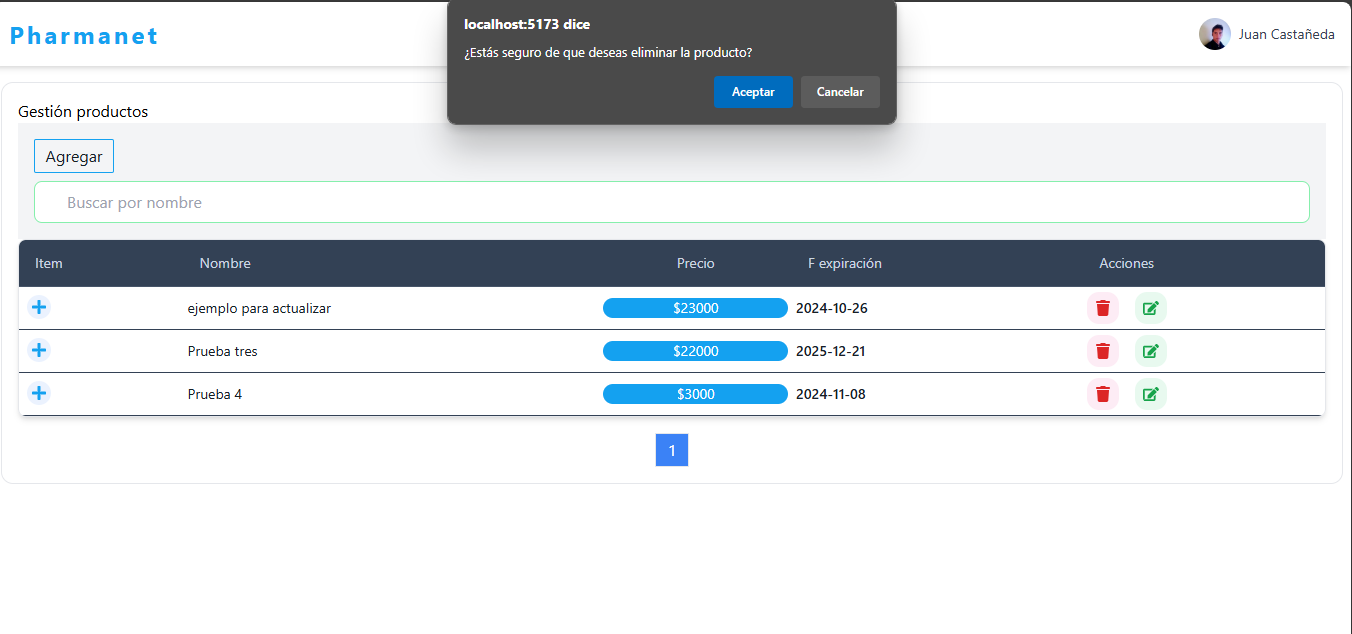 Pharmanet
localhost:5173 dice
¿Estás seguro de que deseas eliminar la producto?
Aceptar Cancelar
Juan Castañeda
Gestión productos
Agregar
Buscar por nombre
Item Nombre Precio F expiración Acciones
ejemplo para actualizar $23000 2024-10-26
Prueba tres $22000 2025-12-21
Prueba 4 $3000 2024-11-08
1